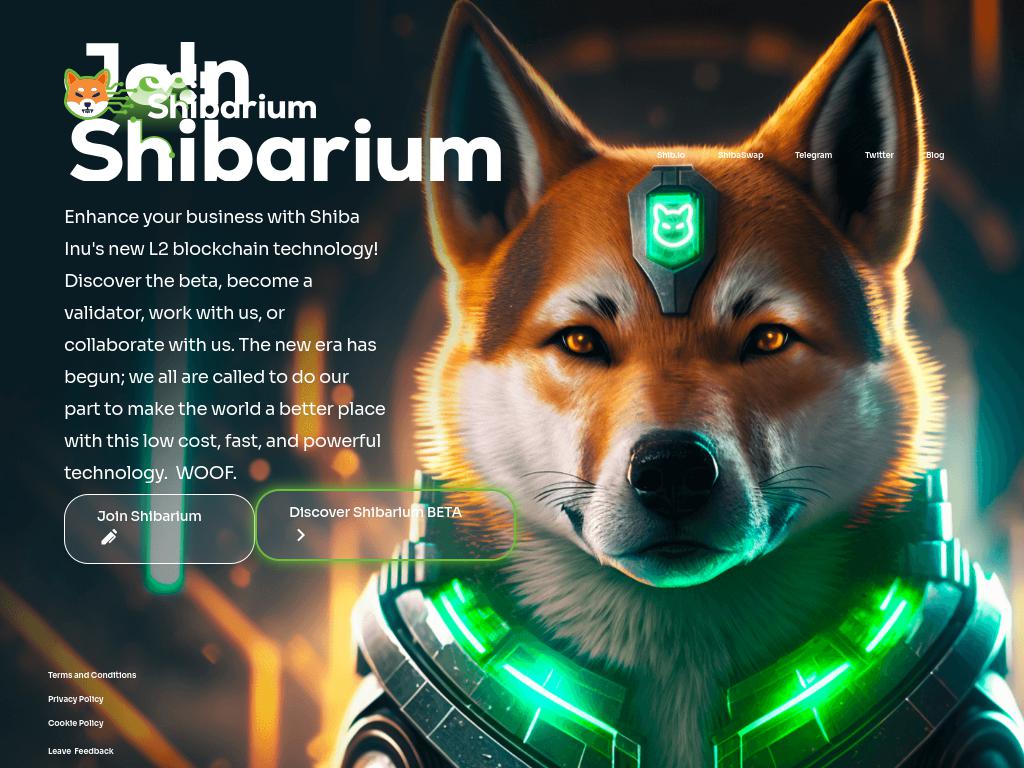 Join
Shibarium
Shibarium
Shib.io
ShibaSwap
Telegram
Twitter
Blog
Enhance your business with Shiba
Inu's new L2 blockchain technology!
Discover the beta, become a
validator, work with us, or
collaborate with us. The new era has
begun; we all are called to do our
part to make the world a better place
with this low cost, fast, and powerful
technology.  WOOF.
Join Shibarium
Discover Shibarium BETA
Terms and Conditions
Privacy Policy
Cookie Policy
Leave Feedback